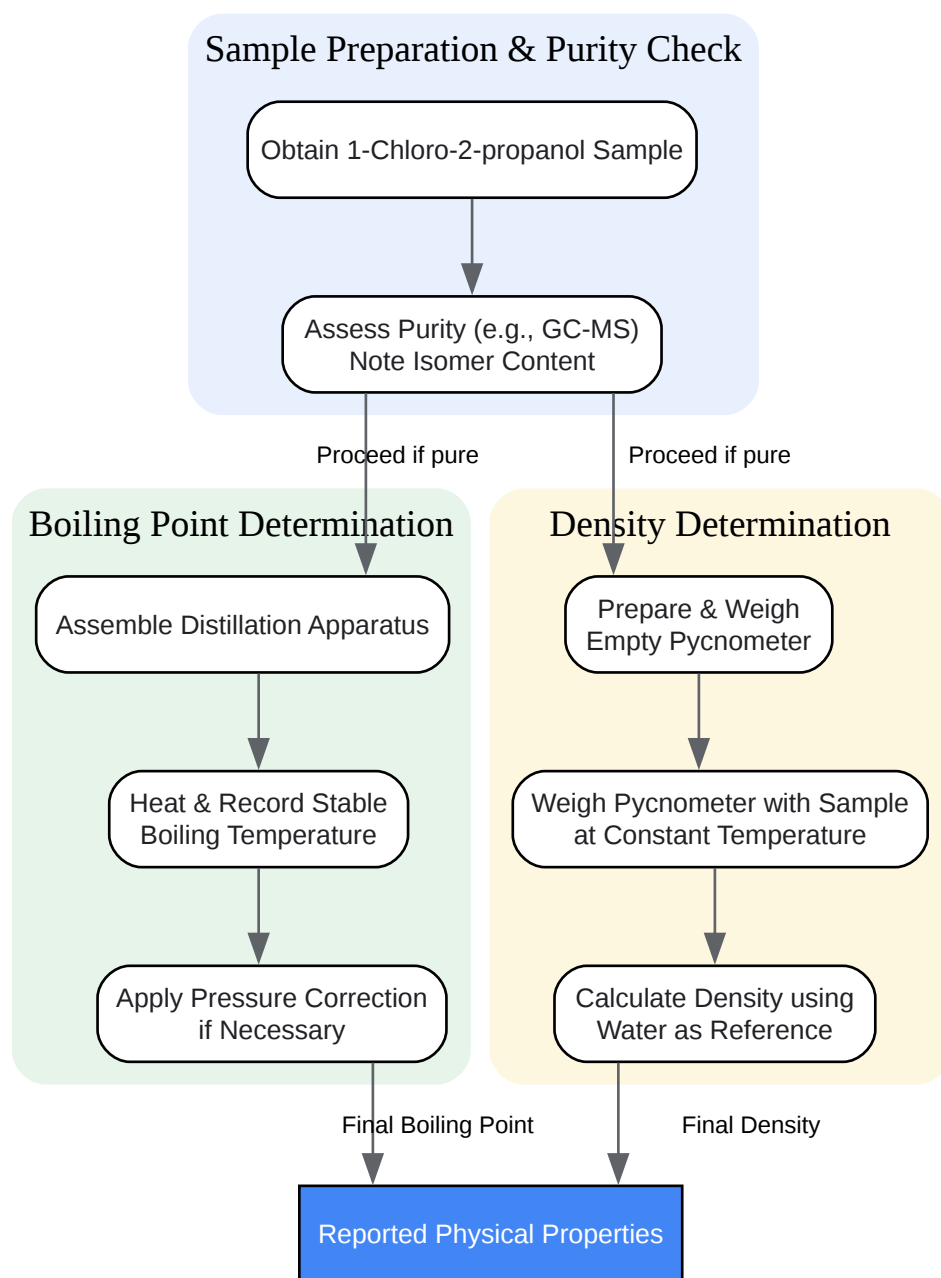 Sample Preparation & Purity Check
Obtain 1-Chloro-2-propanol Sample
Assess Purity (e.g., GC-MS)
Note Isomer Content
Proceed if pure
Proceed if pure
Boiling Point Determination
Assemble Distillation Apparatus
Heat & Record Stable
Boiling Temperature
Apply Pressure Correction
if Necessary
Density Determination
Prepare & Weigh
Empty Pycnometer
Weigh Pycnometer with Sample
at Constant Temperature
Calculate Density using
Water as Reference
Final Boiling Point
Final Density
Reported Physical Properties